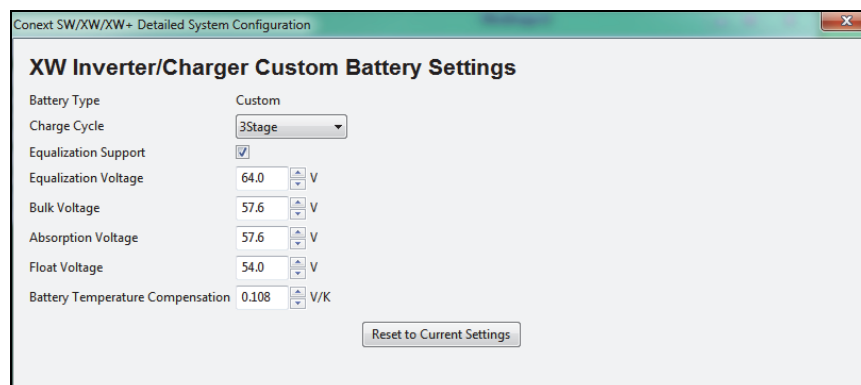 Conext SW/XW/XW+ Detailed System Configuration
XW Inverter/Charger Custom Battery Settings
Battery Type Custom
Charge Cycle 3Stage
Equalization Support
Equalization Voltage 64.0 V
Bulk Voltage 57.6 V
Absorption Voltage 57.6 V
Float Voltage 54.0 V
Battery Temperature Compensation 0.108 V/K
Reset to Current Settings